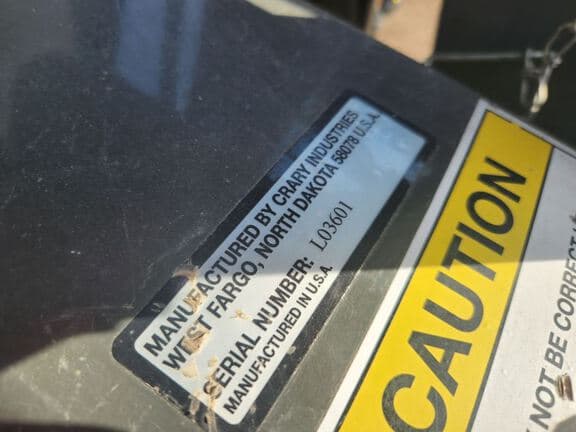 MANUFACTURED BY CRARY INDUSTRIES
WEST FARGO, NORTH DAKOTA 58078 U.S.A.
SERIAL NUMBER: L03601
MANUFACTURED IN U.S.A.
CAUTION
NOT BE CORRECT